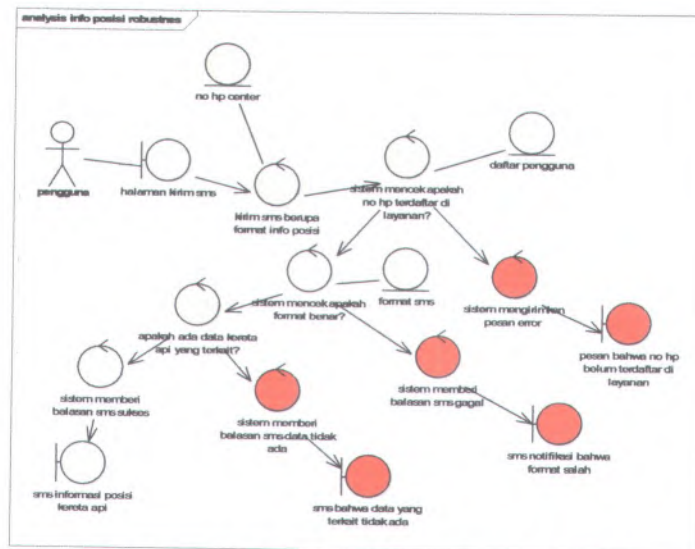 analysis info posisi robustnes
no hp center
pengguna
halaman kirim sms
kirim sms berupa
format info posisi
sistem mencek apakah
no hp terdaftar di
layanan?
daftar pengguna
sistem mencek apakah
format benar?
format sms
sistem mengirimkan
pesan error
pesan bahwa no hp
belum terdaftar di
layanan
apakah ada data kereta
api yang terkait?
sistem memberi
balasan sms gagal
sms notifikasi bahwa
format salah
sistem memberi
balasan sms sukses
sistem memberi
balasan sms data tidak
ada
sms informasi posisi
kereta api
sms bahwa data yang
terkait tidak ada